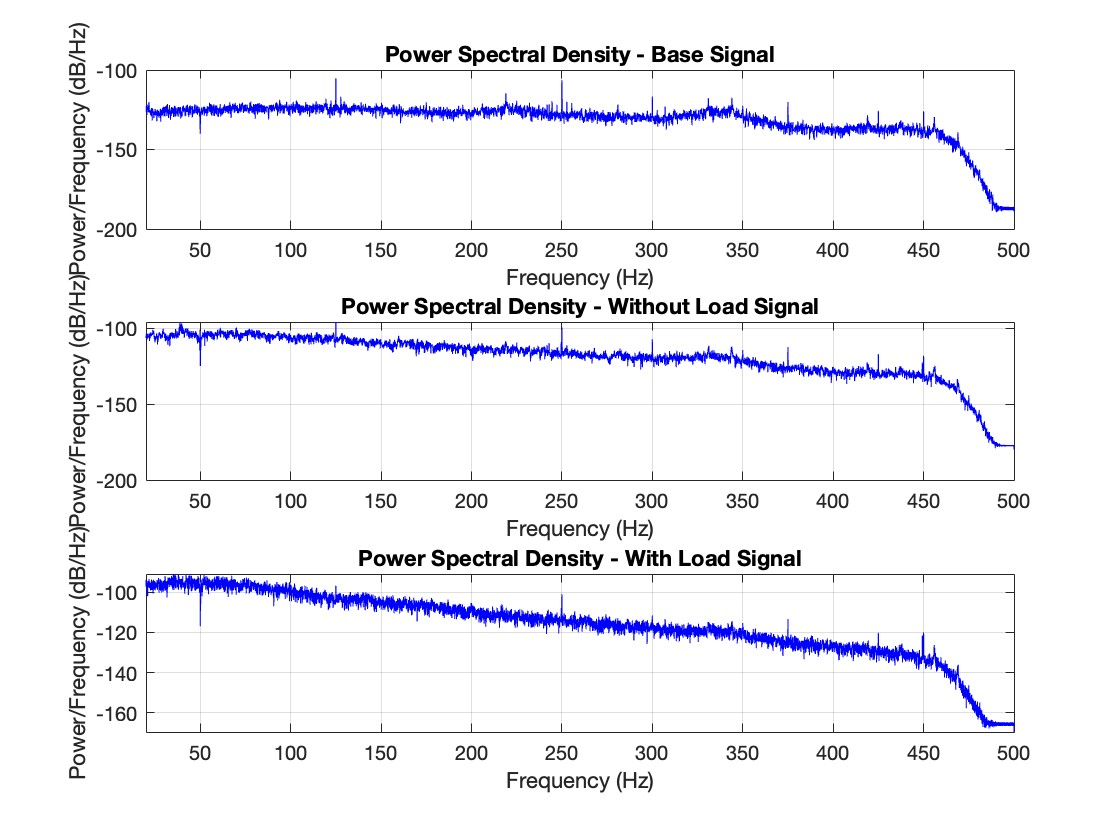 Power Spectral Density - Base Signal
Power/Frequency (dB/Hz)
-100
-150
-200
50 100 150 200 250 300 350 400 450 500
Frequency (Hz)
Power Spectral Density - Without Load Signal
Power/Frequency (dB/Hz)
-100
-150
-200
50 100 150 200 250 300 350 400 450 500
Frequency (Hz)
Power Spectral Density - With Load Signal
Power/Frequency (dB/Hz)
-100
-120
-140
-160
50 100 150 200 250 300 350 400 450 500
Frequency (Hz)